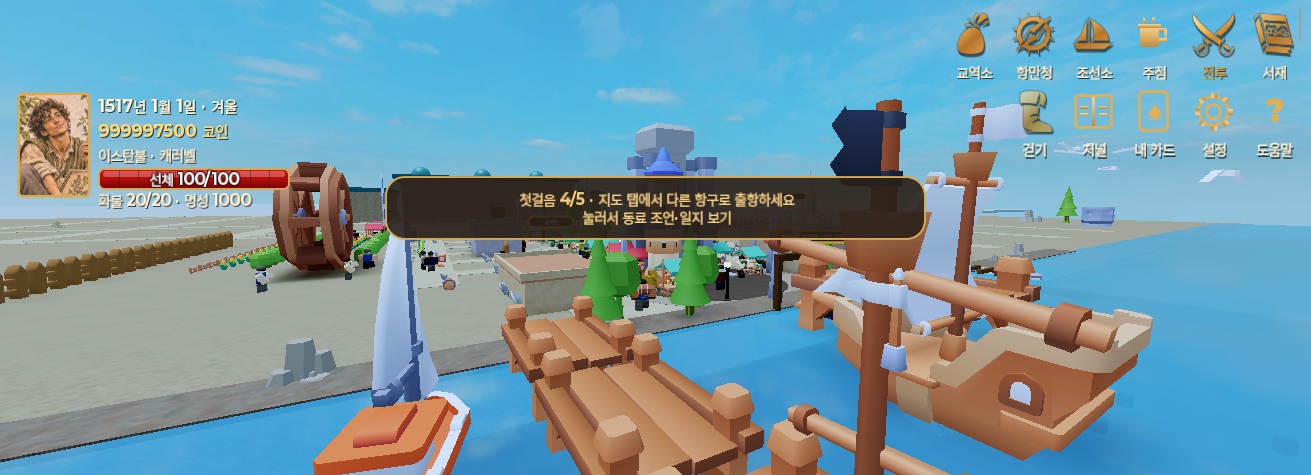 1517년 1월 1일 · 겨울
999997500 코인
이스탄불 · 캐러벨
선체 100/100
화물 20/20 · 명성 1000
첫걸음 4/5 · 지도 탭에서 다른 항구로 출항하세요
눌러서 동료 조언·일지 보기
교역소 항만청 조선소 주점 전투 서재
걷기 저널 내 카드 설정 도움말